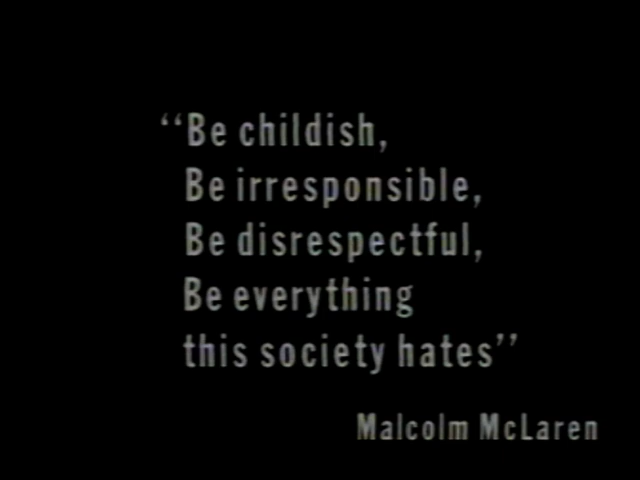 “Be childish,
Be irresponsible,
Be disrespectful,
Be everything
this society hates”
Malcolm McLaren